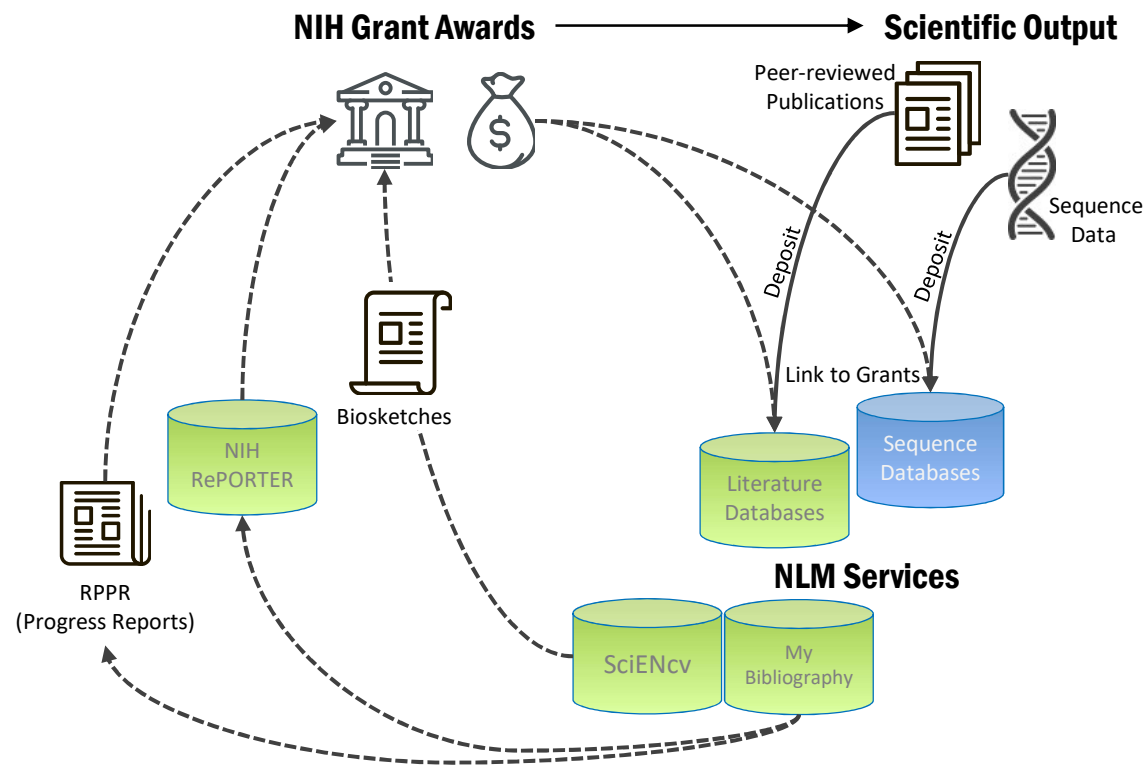 NIH Grant Awards
Scientific Output
Peer-reviewed
Publications
$
Sequence
Data
Deposit
Deposit
Link to Grants
Biosketches
NIH
RePORTER
Sequence
Databases
Literature
Databases
RPPR
(Progress Reports)
NLM Services
SciENcv
My
Bibliography